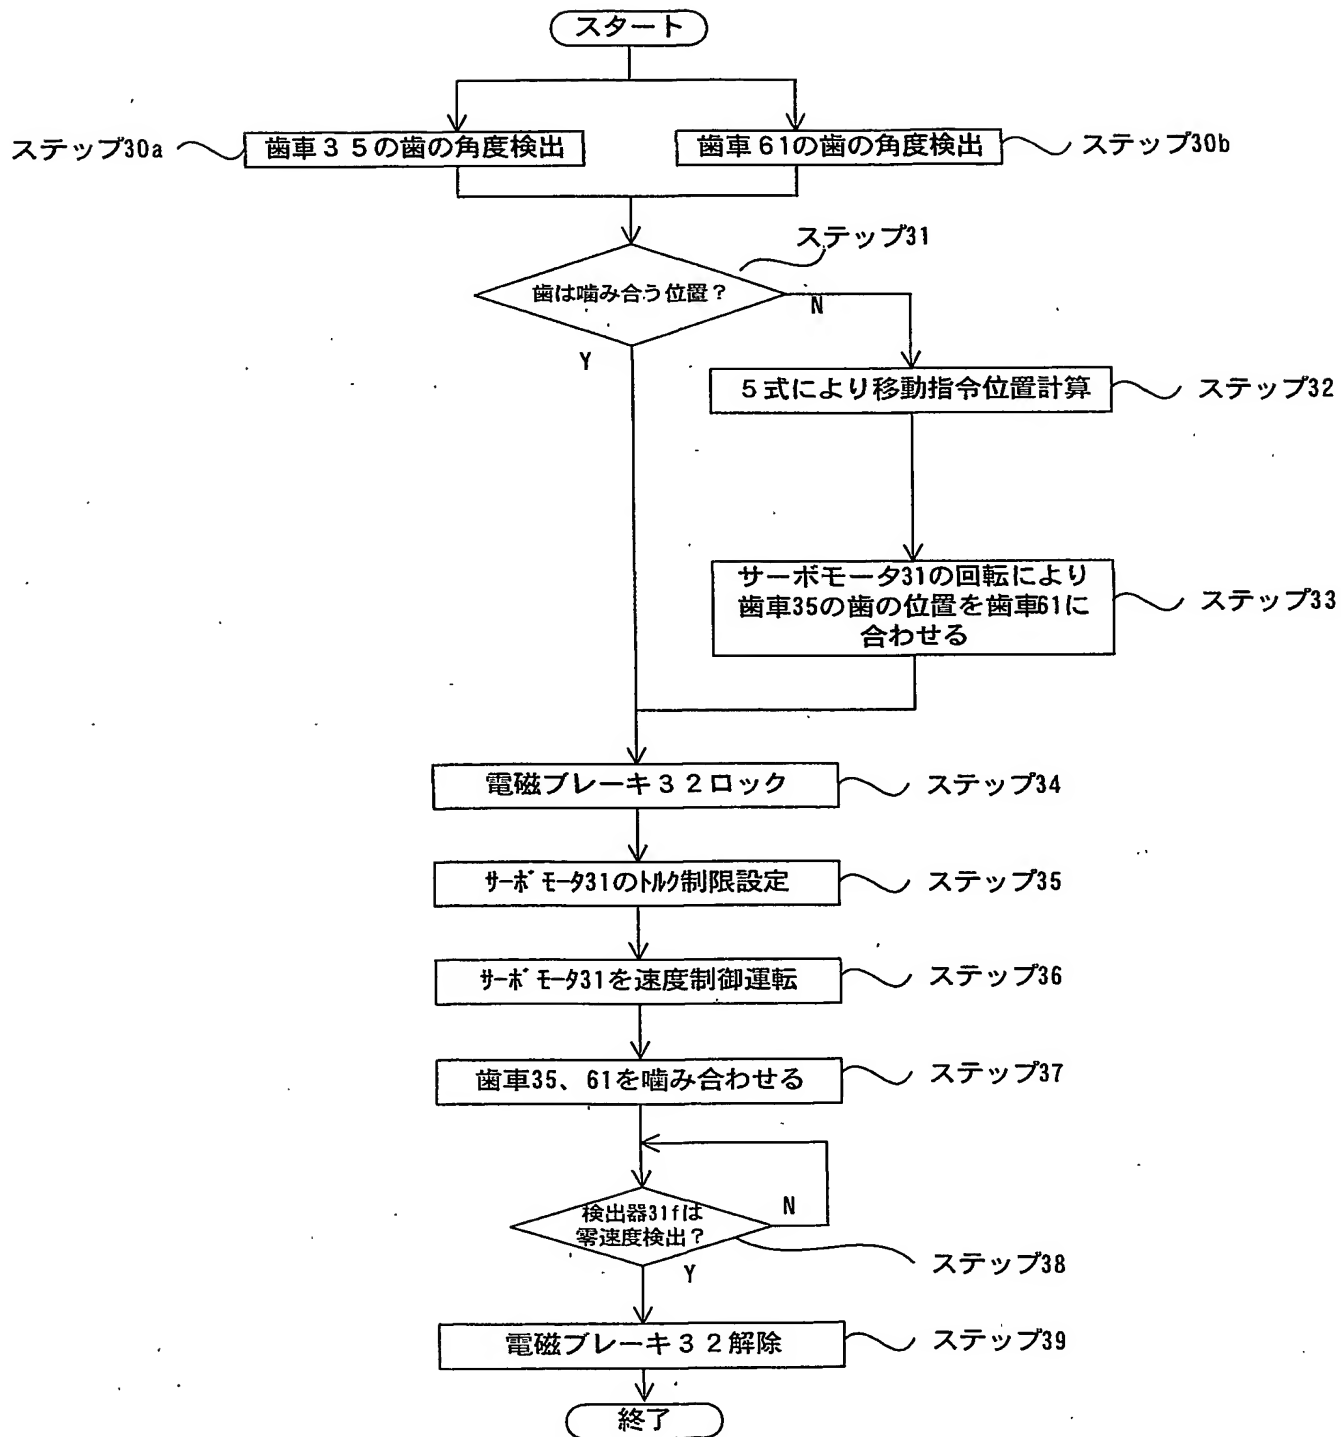 スタート
ステップ30a
歯車３５の歯の角度検出
歯車61の歯の角度検出
ステップ30b
ステップ31
歯は噛み合う位置？
N
Y
５式により移動指令位置計算
ステップ32
サーボモータ31の回転により
歯車35の歯の位置を歯車61に
合わせる
ステップ33
電磁ブレーキ３２ロック
ステップ34
ｻｰﾎﾞﾓｰﾀ31のﾄﾙｸ制限設定
ステップ35
ｻｰﾎﾞﾓｰﾀ31を速度制御運転
ステップ36
歯車35、61を噛み合わせる
ステップ37
検出器31fは
零速度検出？
N
Y
ステップ38
電磁ブレーキ３２解除
ステップ39
終了